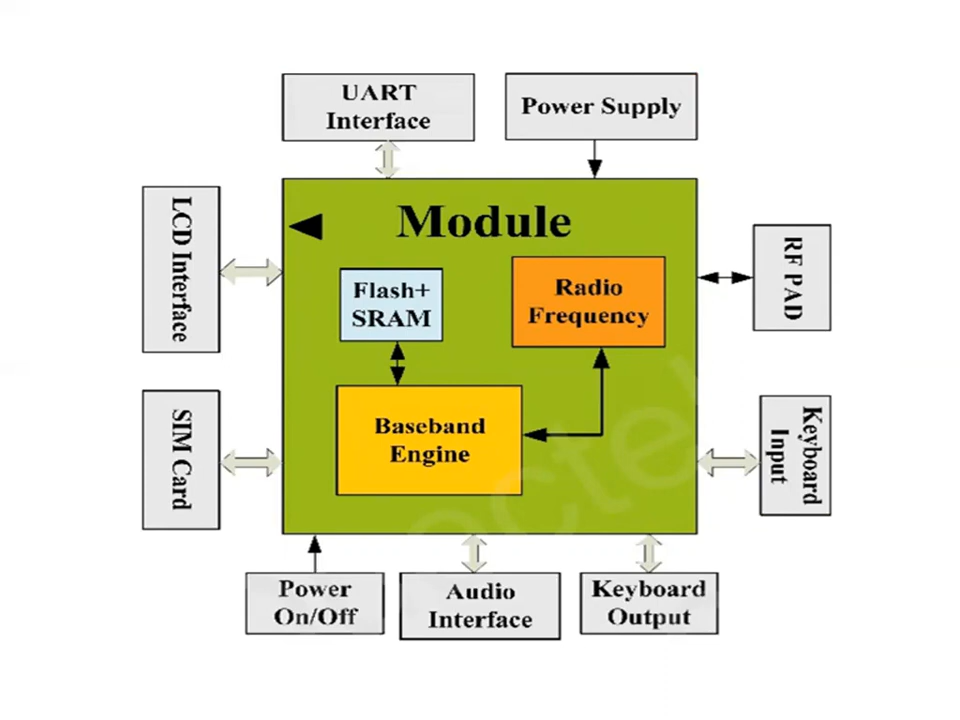 UART
Interface
Power Supply
LCD Interface
Module
RF PAD
Flash+
SRAM
Radio
Frequency
SIM Card
Baseband
Engine
Keyboard
Input
Power
On/Off
Audio
Interface
Keyboard
Output